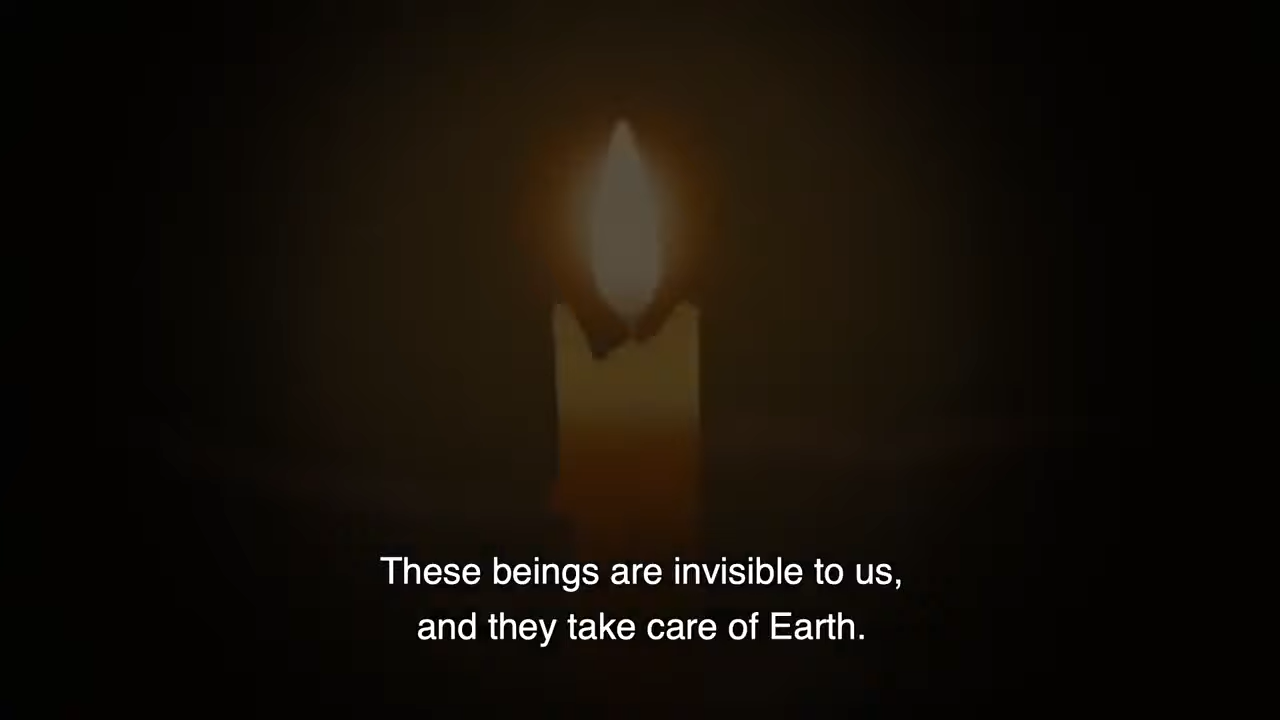 These beings are invisible to us,
and they take care of Earth.